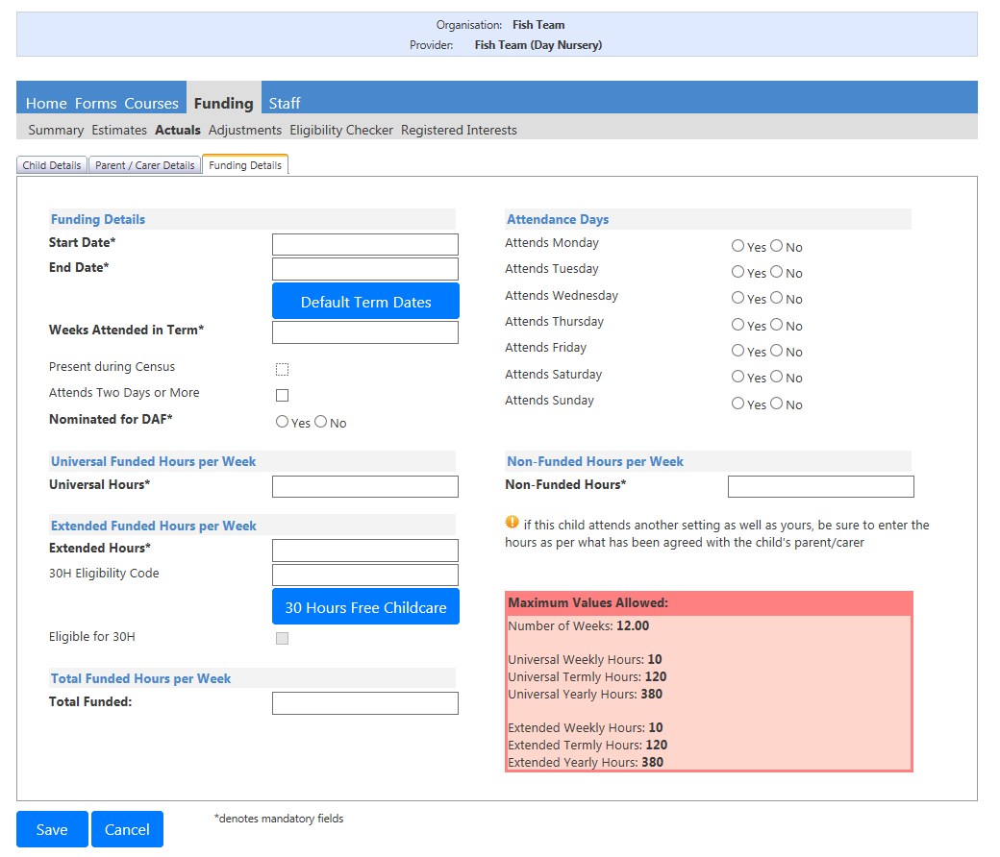 Organisation: Fish Team
Provider: Fish Team (Day Nursery)
Home Forms Courses Funding Staff
Summary Estimates Actuals Adjustments Eligibility Checker Registered Interests
Child Details Parent / Carer Details Funding Details
Funding Details
Start Date*
End Date*
Default Term Dates
Weeks Attended in Term*
Present during Census
Attends Two Days or More
Nominated for DAF* Yes No
Attendance Days
Attends Monday Yes No
Attends Tuesday Yes No
Attends Wednesday Yes No
Attends Thursday Yes No
Attends Friday Yes No
Attends Saturday Yes No
Attends Sunday Yes No
Universal Funded Hours per Week
Universal Hours*
Non-Funded Hours per Week
Non-Funded Hours*
Extended Funded Hours per Week
Extended Hours*
30H Eligibility Code
30 Hours Free Childcare
Eligible for 30H
! if this child attends another setting as well as yours, be sure to enter the
hours as per what has been agreed with the child's parent/carer
Total Funded Hours per Week
Total Funded:
Maximum Values Allowed:
Number of Weeks: 12.00
Universal Weekly Hours: 10
Universal Termly Hours: 120
Universal Yearly Hours: 380
Extended Weekly Hours: 10
Extended Termly Hours: 120
Extended Yearly Hours: 380
Save Cancel *denotes mandatory fields